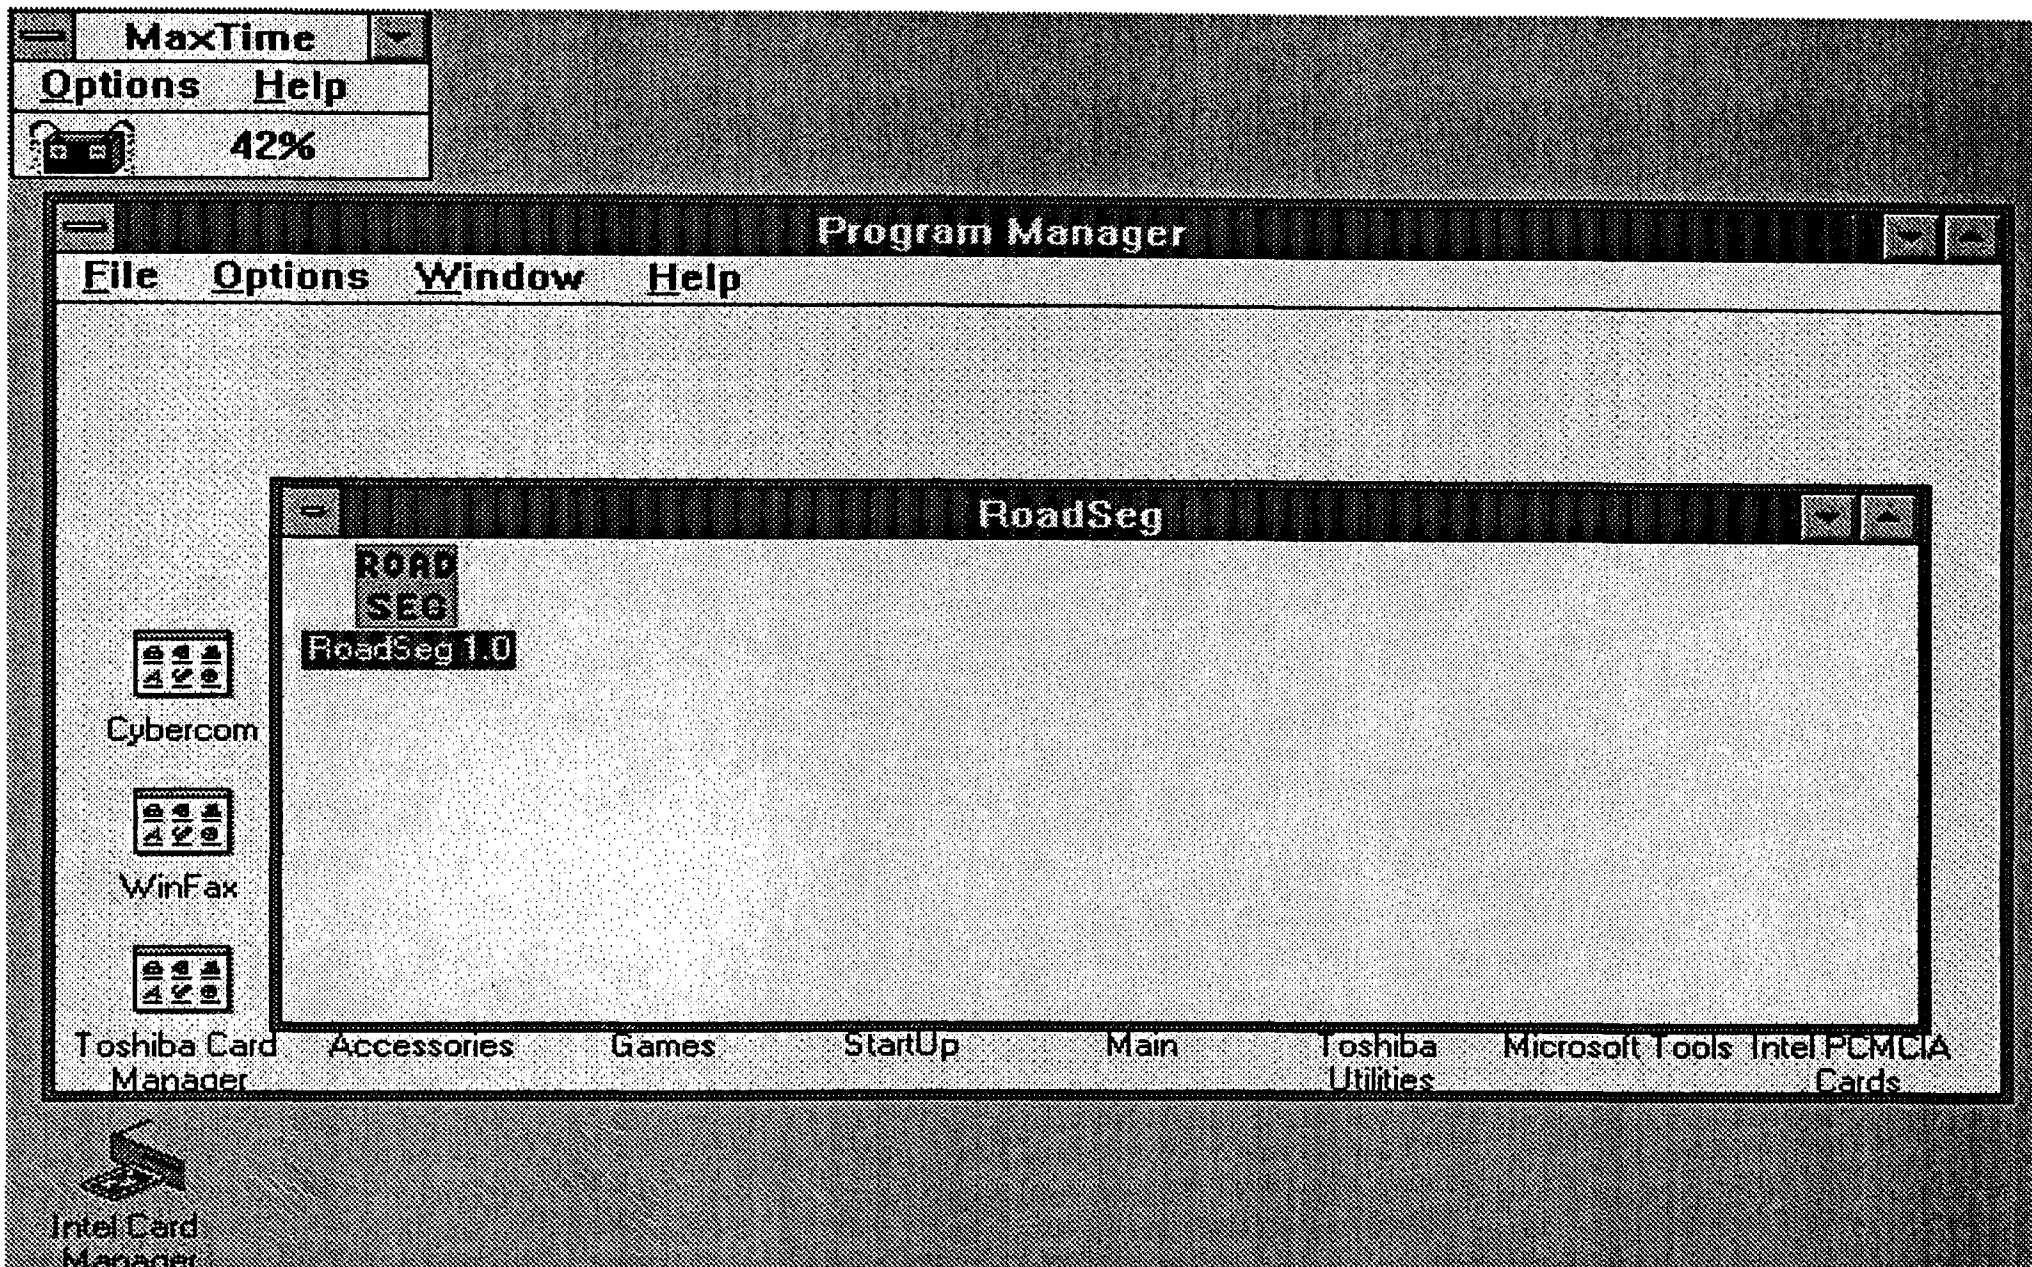 MaxTime
Options Help
42%
Program Manager
File Options Window Help
RoadSeg
ROAD
SEG
RoadSeg 1.0
Cybercom
WinFax
Toshiba Card
Manager
Accessories
Games
StartUp
Main
Toshiba
Utilities
Microsoft Tools
Intel PCMCIA
Cards
Intel Card
Manager